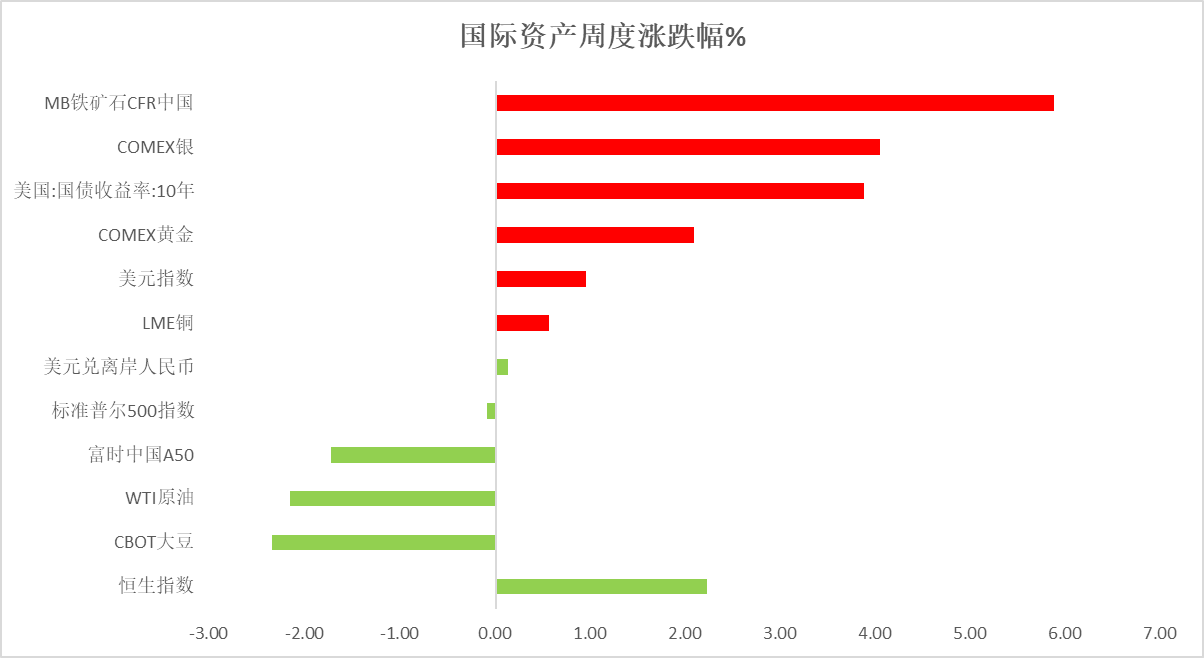 国际资产周度涨跌幅%
MB铁矿石CFR中国
COMEX银
美国:国债收益率:10年
COMEX黄金
美元指数
LME铜
美元兑离岸人民币
标准普尔500指数
富时中国A50
WTI原油
CBOT大豆
恒生指数
-3.00 -2.00 -1.00 0.00 1.00 2.00 3.00 4.00 5.00 6.00 7.00